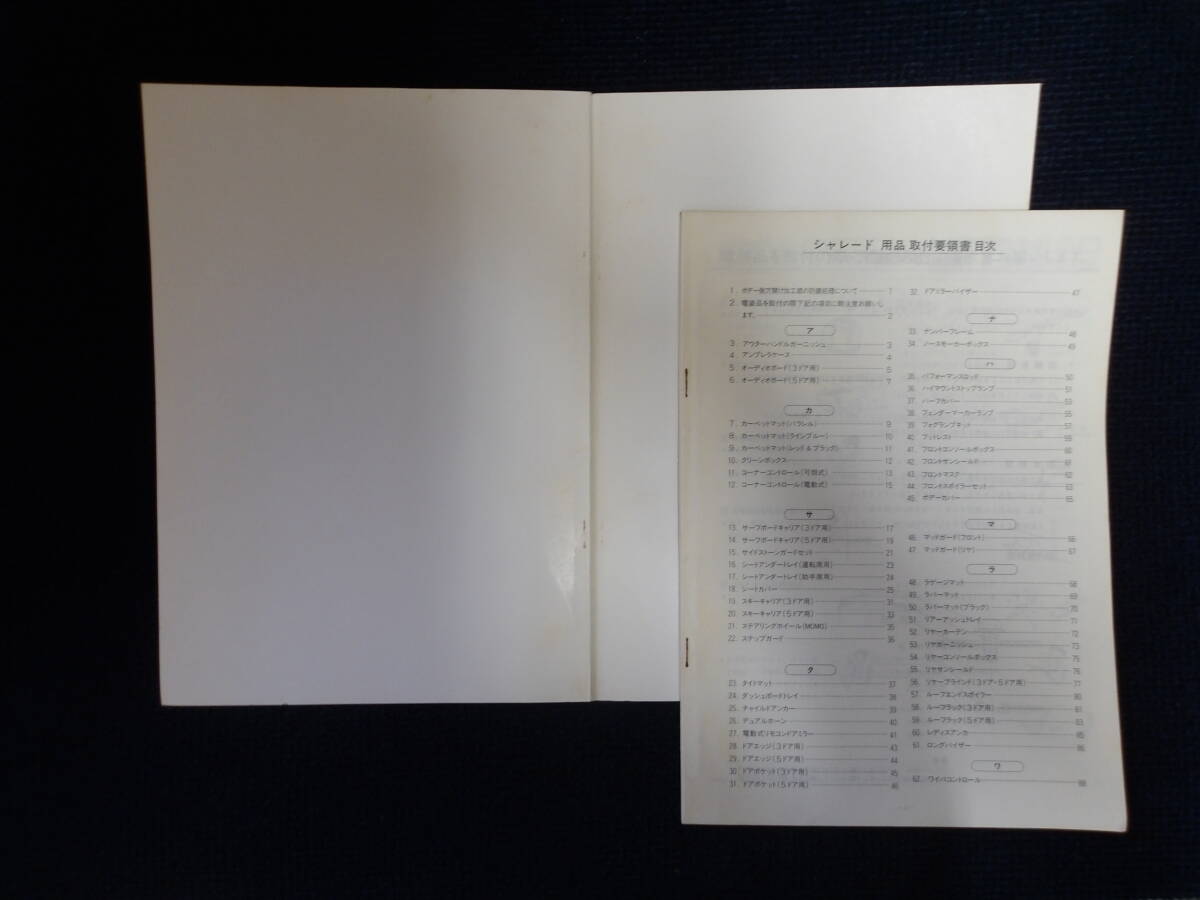 シャレード 用品 取付要領書 目次
1. ボデー側穴開け加工部の防錆処理について 1
2. 電装品を取付の際下記の項目に御注意お願いし
ます。 2
ア
3. アウターハンドルガーニッシュ 3
4. アンブレラケース 4
5. オーディオボード(3ドア用) 5
6. オーディオボード(5ドア用) 7
カ
7. カーペットマット(パラレル) 9
8. カーペットマット(ラインブルー) 10
9. カーペットマット(レッド&ブラック) 11
10. クリーンボックス 12
11. コーナーコントロール(可倒式) 13
12. コーナーコントロール(電動式) 15
サ
13. サーフボードキャリア(3ドア用) 17
14. サーフボードキャリア(5ドア用) 19
15. サイドストーンガードセット 21
16. シートアンダートレイ(運転席用) 23
17. シートアンダートレイ(助手席用) 24
18. シートカバー 25
19. スキーキャリア(3ドア用) 31
20. スキーキャリア(5ドア用) 33
21. ステアリングホイール(MOMO) 35
22. ステップガード 36
タ
23. タイトマット 37
24. ダッシュボードトレイ 38
25. チャイルドアンカー 39
26. デュアルホーン 40
27. 電動式リモコンドアミラー 41
28. ドアエッジ(3ドア用) 43
29. ドアエッジ(5ドア用) 44
30. ドアポケット(3ドア用) 45
31. ドアポケット(5ドア用) 46
32. ドアミラーバイザー 47
ナ
33. ナンバーフレーム 48
34. ノースモーカーボックス 49
ハ
35. パフォーマンスロッド 50
36. ハイマウントストップランプ 51
37. ハーフカバー 53
38. フェンダーマーカーランプ 55
39. フォグランプキット 57
40. フットレスト 59
41. フロントコンソールボックス 60
42. フロントサンシールド 61
43. フロントマスク 62
44. フロントスポイラーセット 63
45. ボデーカバー 65
マ
46. マッドガード(フロント) 66
47. マッドガード(リヤ) 67
ラ
48. ラゲージマット 68
49. ラバーマット 69
50. ラバーマット(ブラック) 70
51. リアーアッシュトレイ 71
52. リヤーカーテン 72
53. リヤガーニッシュ 73
54. リヤーコンソールボックス 75
55. リヤサンシールド 76
56. リヤーブラインド(3ドア・5ドア用) 77
57. ルーフエンドスポイラー 80
58. ルーフラック(3ドア用) 81
59. ルーフラック(5ドア用) 83
60. レディスアンカ 85
61. ロングバイザー 86
ワ
62. ワイパコントロール 88